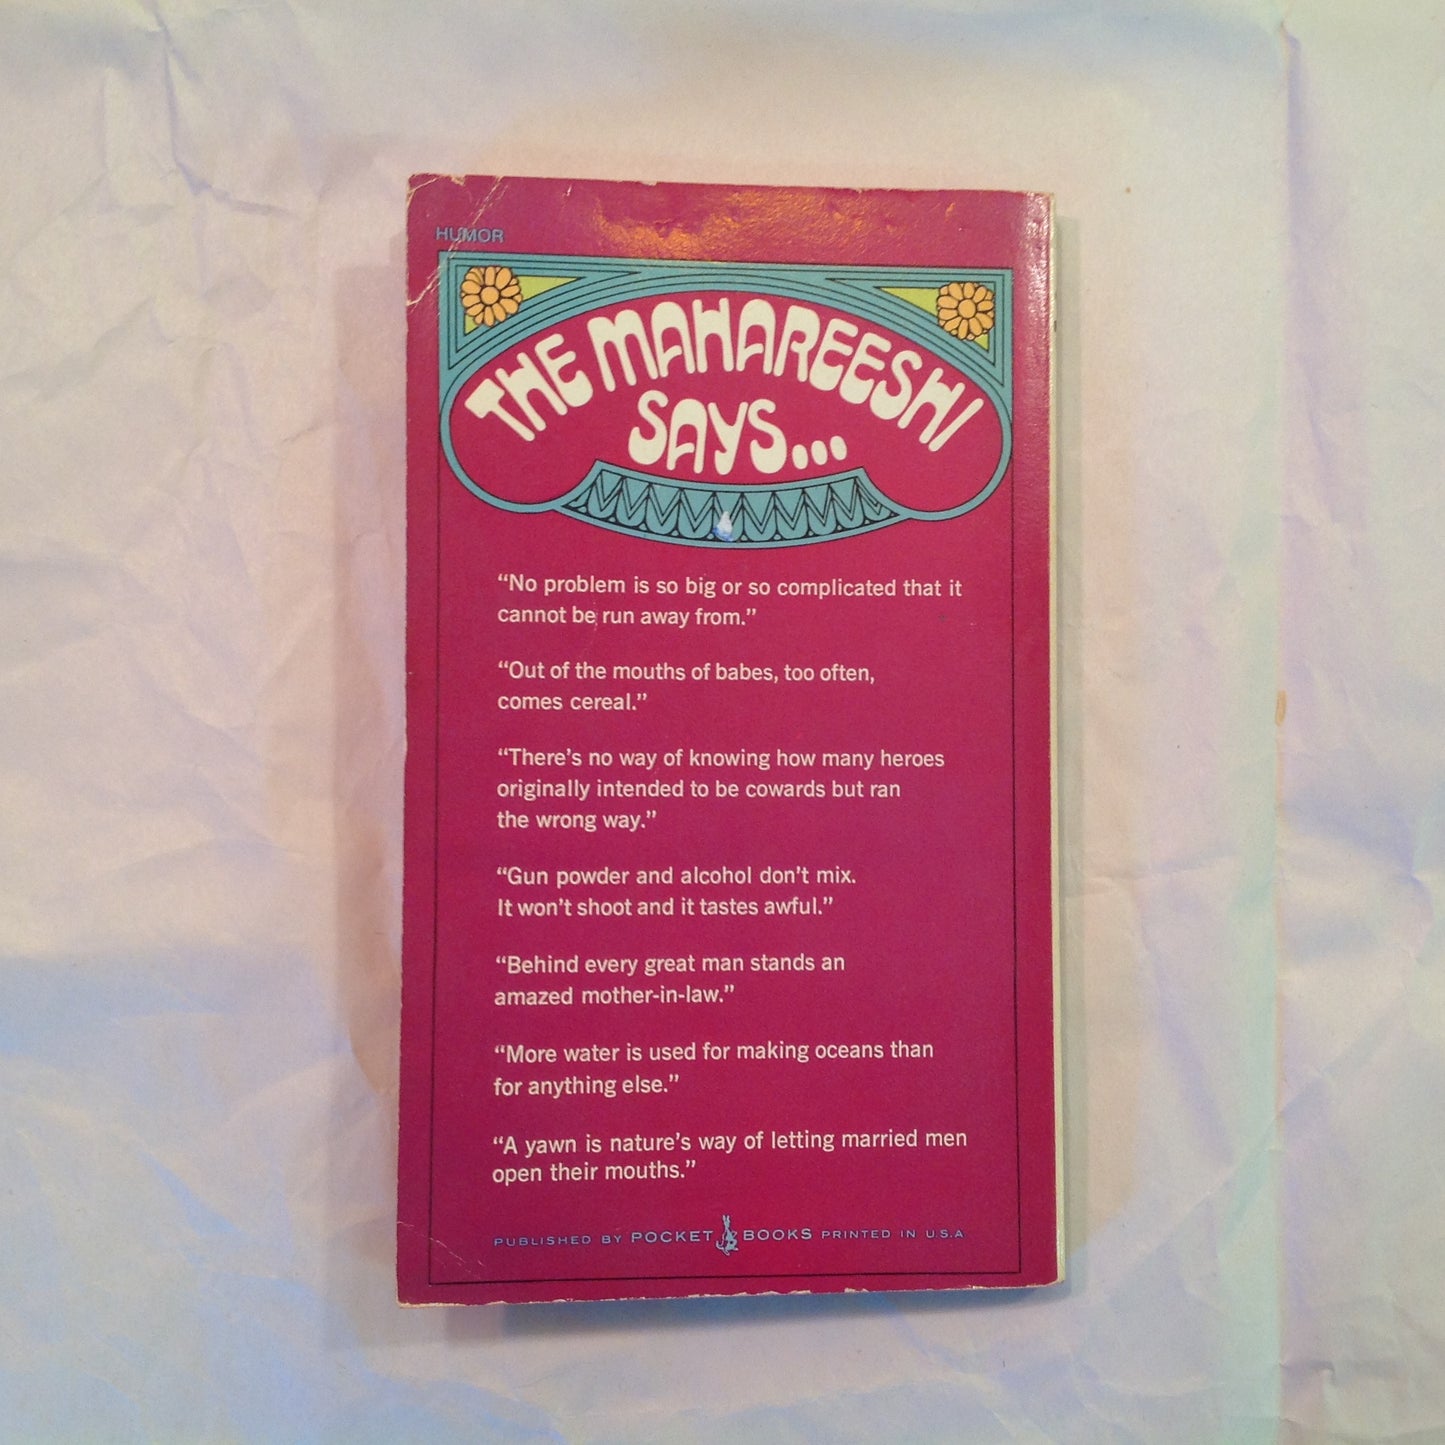 HUMOR
THE MAHAREESHI
SAYS...
“No problem is so big or so complicated that it
cannot be run away from.”
“Out of the mouths of babes, too often,
comes cereal.”
“There’s no way of knowing how many heroes
originally intended to be cowards but ran
the wrong way.”
“Gun powder and alcohol don’t mix.
It won’t shoot and it tastes awful.”
“Behind every great man stands an
amazed mother-in-law.”
“More water is used for making oceans than
for anything else.”
“A yawn is nature’s way of letting married men
open their mouths.”
PUBLISHED BY POCKET BOOKS PRINTED IN U.S.A